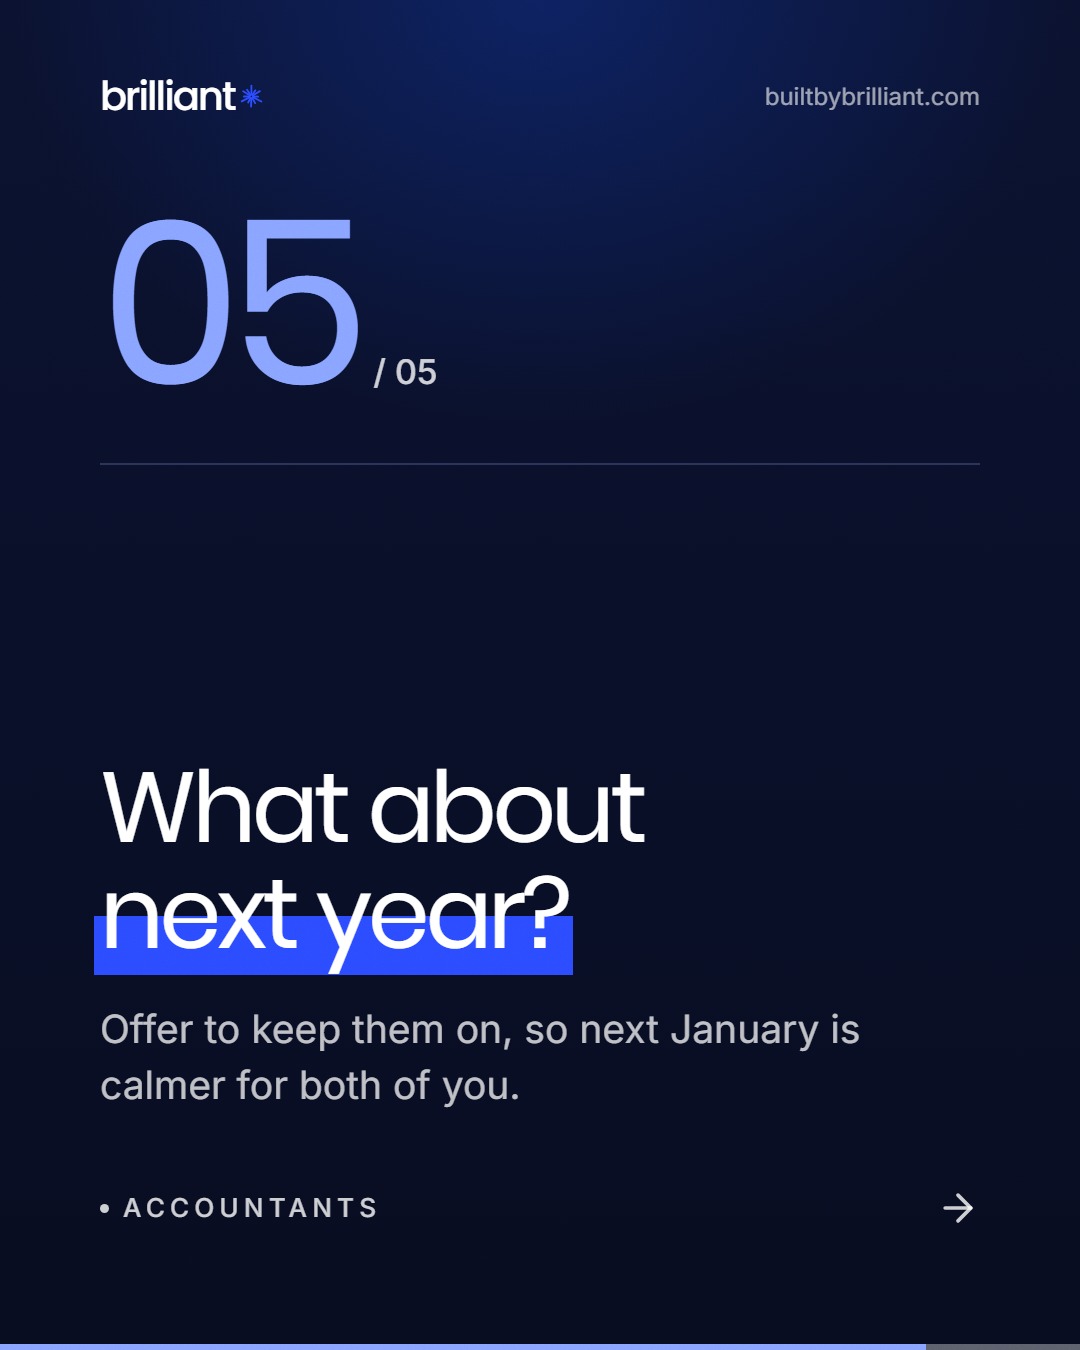 brilliant
builtbybrilliant.com
05 / 05
What about
next year?
Offer to keep them on, so next January is
calmer for both of you.
• ACCOUNTANTS